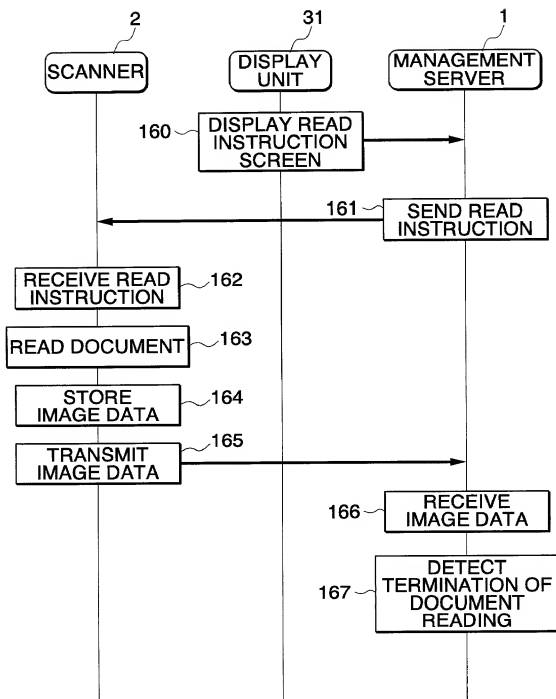 2
31
1
SCANNER
DISPLAY
UNIT
MANAGEMENT
SERVER
160
DISPLAY READ
INSTRUCTION
SCREEN
161
SEND READ
INSTRUCTION
RECEIVE READ
INSTRUCTION
162
READ DOCUMENT
163
STORE
IMAGE DATA
164
TRANSMIT
IMAGE DATA
165
166
RECEIVE
IMAGE DATA
167
DETECT
TERMINATION OF
DOCUMENT
READING